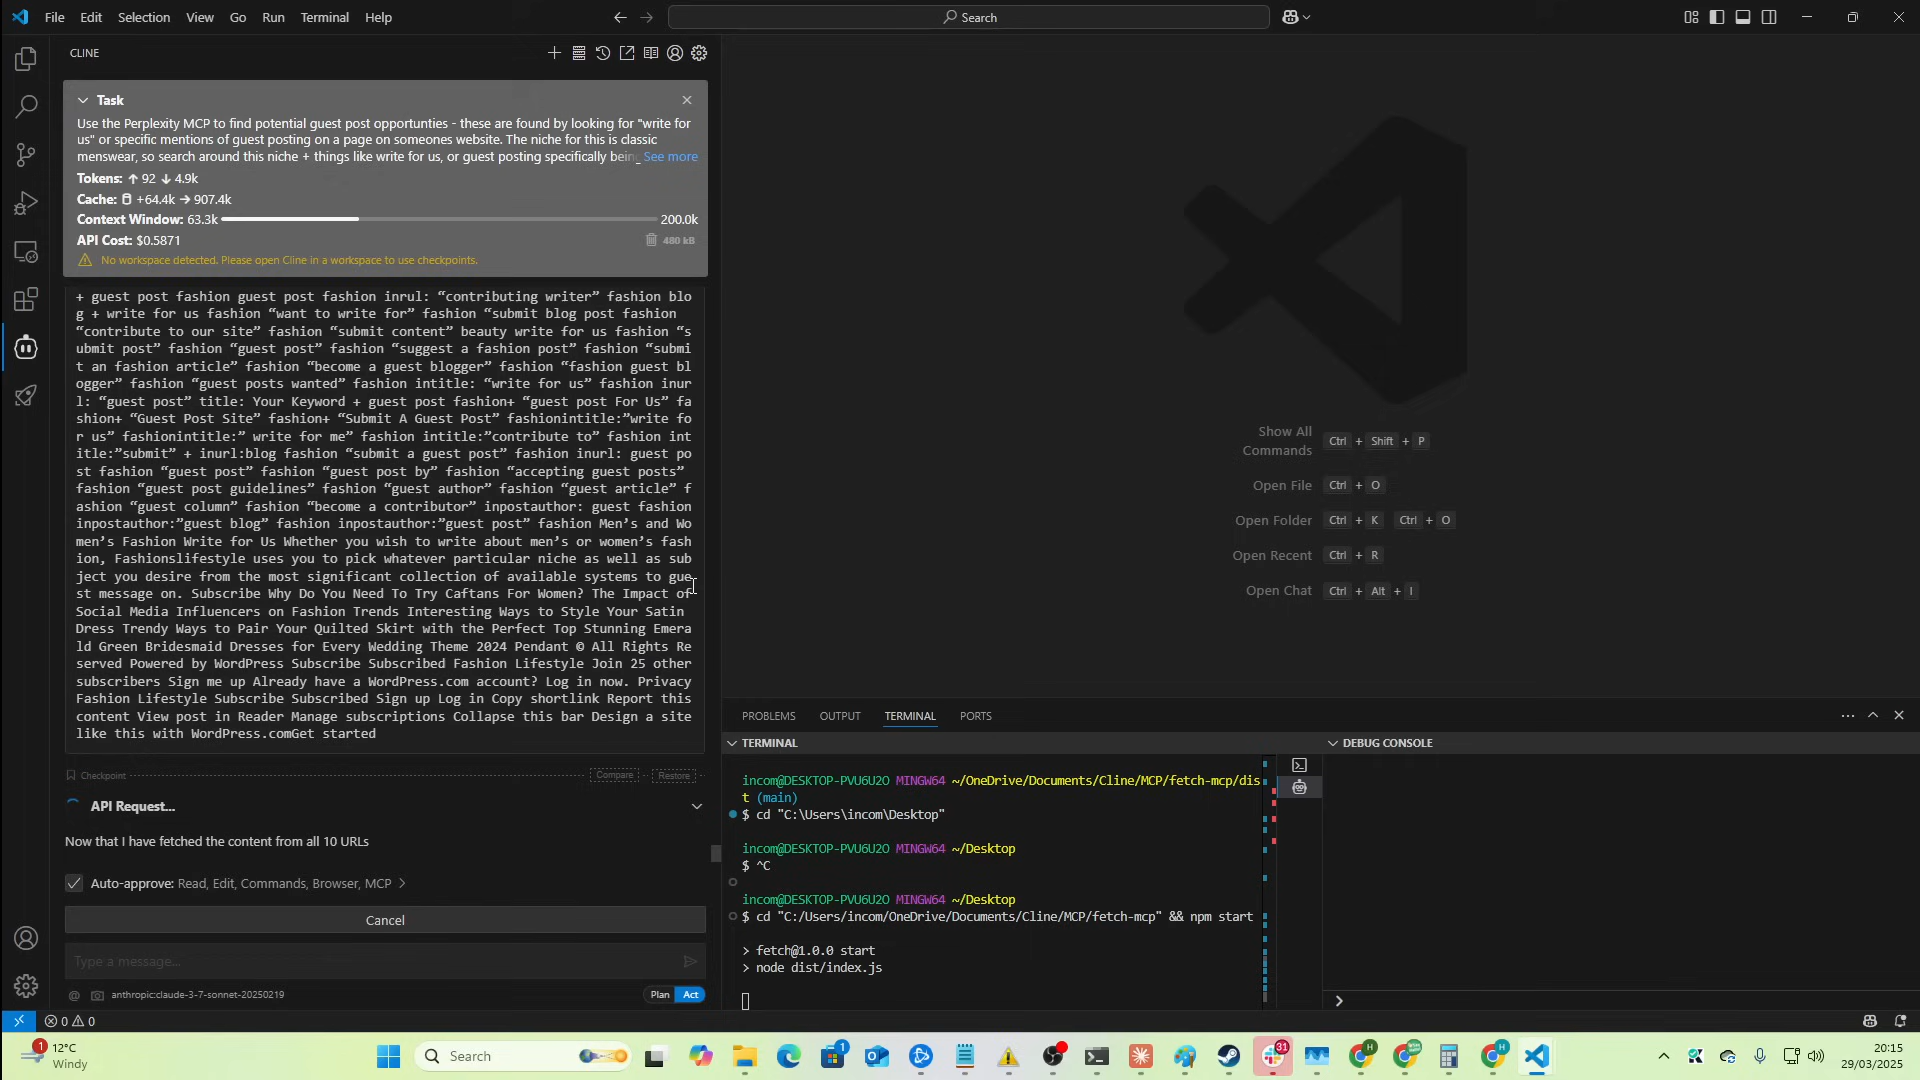 File Edit Selection View Go Run Terminal Help
Search
CLINE
Task
Use the Perplexity MCP to find potential guest post opportunties - these are found by looking for "write for
us" or specific mentions of guest posting on a page on someones website. The niche for this is classic
menswear, so search around this niche + things like write for us, or guest posting specifically bein See more
Tokens: ↑ 92 ↓ 4.9k
Cache: +64.4k → 907.4k
Context Window: 63.3k 200.0k
API Cost: $0.5871 480 kB
No workspace detected. Please open Cline in a workspace to use checkpoints.
+ guest post fashion guest post fashion inrul: “contributing writer” fashion blo
g + write for us fashion “want to write for” fashion “submit blog post fashion
“contribute to our site” fashion “submit content” beauty write for us fashion “s
ubmit post” fashion “guest post” fashion “suggest a fashion post” fashion “submi
t an fashion article” fashion “become a guest blogger” fashion “fashion guest bl
ogger” fashion “guest posts wanted” fashion intitle: “write for us” fashion inur
l: “guest post” title: Your Keyword + guest post fashion+ “guest post For Us” fa
shion+ “Guest Post Site” fashion+ “Submit A Guest Post” fashionintitle:”write fo
r us” fashionintitle:” write for me” fashion intitle:”contribute to” fashion int
itle:”submit” + inurl:blog fashion “submit a guest post” fashion inurl: guest po
st fashion “guest post” fashion “guest post by” fashion “accepting guest posts”
fashion “guest post guidelines” fashion “guest author” fashion “guest article” f
ashion “guest column” fashion “become a contributor” inpostauthor: guest fashion
inpostauthor:”guest blog” fashion inpostauthor:”guest post” fashion Men’s and Wo
men’s Fashion Write for Us Whether you wish to write about men’s or women’s fash
ion, Fashionslifestyle uses you to pick whatever particular niche as well as sub
ject you desire from the most significant collection of available systems to gue
st message on. Subscribe Why Do You Need To Try Caftans For Women? The Impact of
Social Media Influencers on Fashion Trends Interesting Ways to Style Your Satin
Dress Trendy Ways to Pair Your Quilted Skirt with the Perfect Top Stunning Emera
ld Green Bridesmaid Dresses for Every Wedding Theme 2024 Pendant © All Rights Re
served Powered by WordPress Subscribe Subscribed Fashion Lifestyle Join 25 other
subscribers Sign me up Already have a WordPress.com account? Log in now. Privacy
Fashion Lifestyle Subscribe Subscribed Sign up Log in Copy shortlink Report this
content View post in Reader Manage subscriptions Collapse this bar Design a site
like this with WordPress.comGet started
Checkpoint Compare Restore
API Request...
Now that I have fetched the content from all 10 URLs
Auto-approve: Read, Edit, Commands, Browser, MCP
Cancel
Type a message...
@ anthropic:claude-3-7-sonnet-20250219 Plan Act
Show All Commands Ctrl + Shift + P
Open File Ctrl + O
Open Folder Ctrl + K Ctrl + O
Open Recent Ctrl + R
Open Chat Ctrl + Alt + I
PROBLEMS OUTPUT TERMINAL PORTS
TERMINAL
incom@DESKTOP-PVU6U2O MINGW64 ~/OneDrive/Documents/Cline/MCP/fetch-mcp/dis
t (main)
$ cd "C:\Users\incom\Desktop"
incom@DESKTOP-PVU6U2O MINGW64 ~/Desktop
$ ^C
incom@DESKTOP-PVU6U2O MINGW64 ~/Desktop
$ cd "C:/Users/incom/OneDrive/Documents/Cline/MCP/fetch-mcp" && npm start
> fetch@1.0.0 start
> node dist/index.js
DEBUG CONSOLE
0 0
1 12°C
Windy
Search
1
31
20:15
29/03/2025